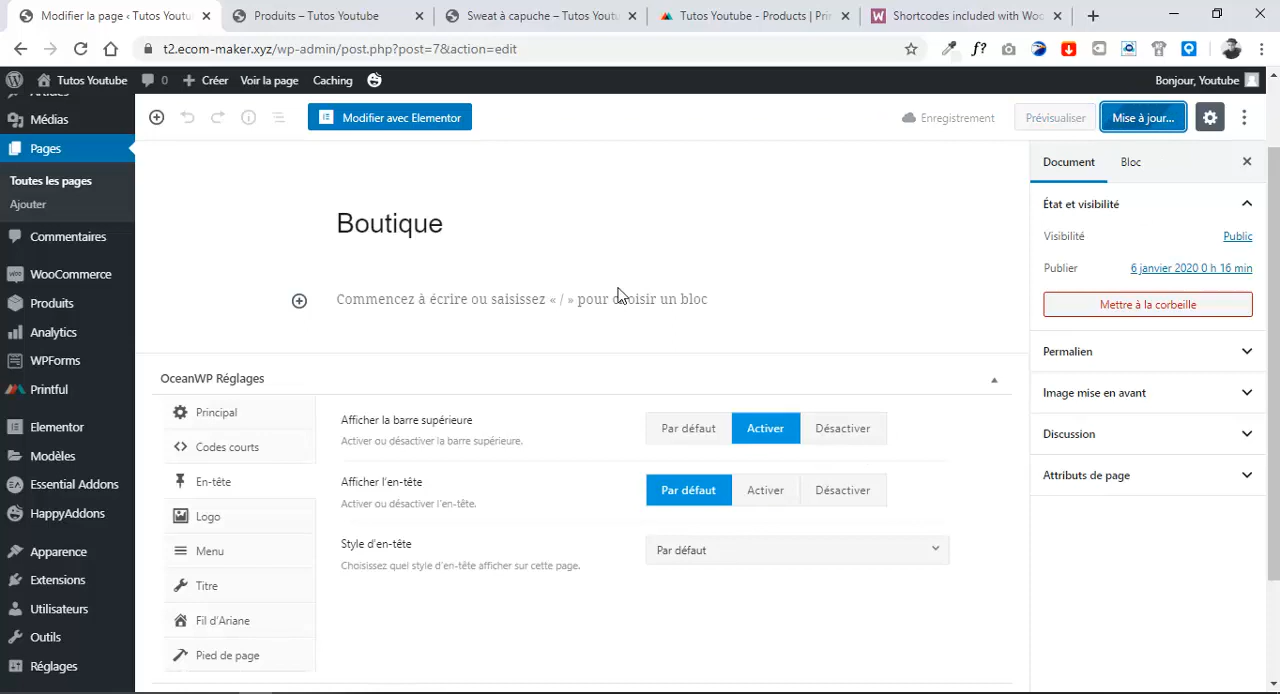 Modifier la page ‹ Tutos Youtu
Produits – Tutos Youtube
Sweat à capuche – Tutos Youtu
Tutos Youtube - Products | Prin
Shortcodes included with Woo
t2.ecom-maker.xyz/wp-admin/post.php?post=7&action=edit
f?
Tutos Youtube
0
Créer
Voir la page
Caching
Bonjour, Youtube
Articles
Médias
Pages
Toutes les pages
Ajouter
Commentaires
WooCommerce
Produits
Analytics
WPForms
Printful
Elementor
Modèles
Essential Addons
HappyAddons
Apparence
Extensions
Utilisateurs
Outils
Réglages
Modifier avec Elementor
Enregistrement
Prévisualiser
Mise à jour...
Boutique
Commencez à écrire ou saisissez « / » pour choisir un bloc
OceanWP Réglages
Principal
Codes courts
En-tête
Logo
Menu
Titre
Fil d'Ariane
Pied de page
Afficher la barre supérieure
Activer ou désactiver la barre supérieure.
Par défaut
Activer
Désactiver
Afficher l'en-tête
Activer ou désactiver l'en-tête.
Par défaut
Activer
Désactiver
Style d'en-tête
Choisissez quel style d'en-tête afficher sur cette page.
Par défaut
Document
Bloc
État et visibilité
Visibilité
Public
Publier
6 janvier 2020 0 h 16 min
Mettre à la corbeille
Permalien
Image mise en avant
Discussion
Attributs de page